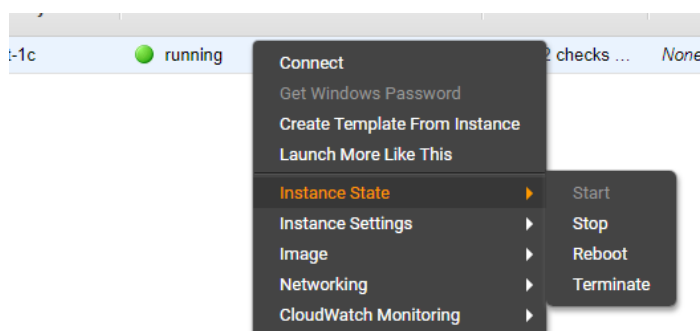 t-1c running 2 checks ... None
Connect
Get Windows Password
Create Template From Instance
Launch More Like This
Instance State Start
Instance Settings Stop
Image Reboot
Networking Terminate
CloudWatch Monitoring